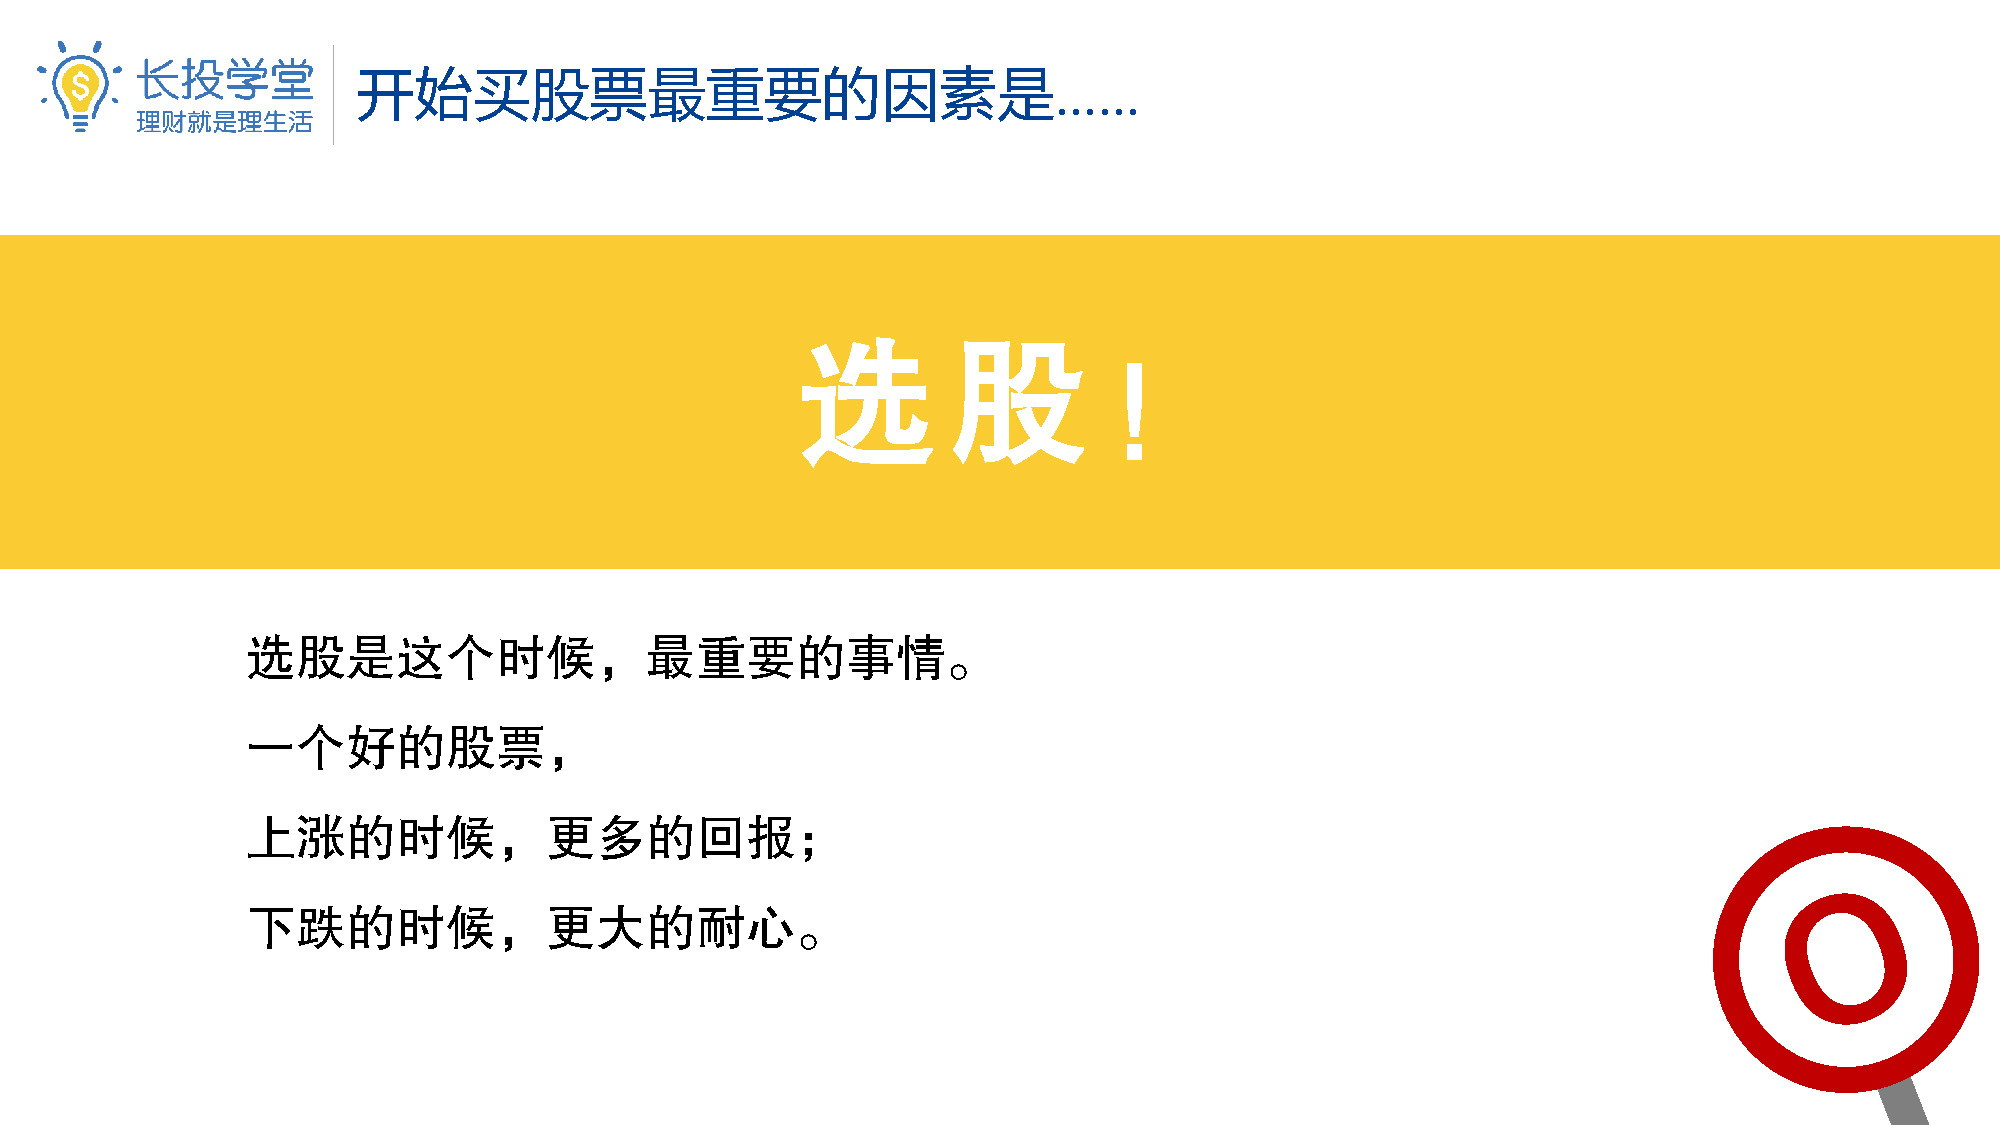 长投学堂
理财就是理生活
开始买股票最重要的因素是……
选股！
选股是这个时候，最重要的事情。
一个好的股票，
上涨的时候，更多的回报；
下跌的时候，更大的耐心。
O